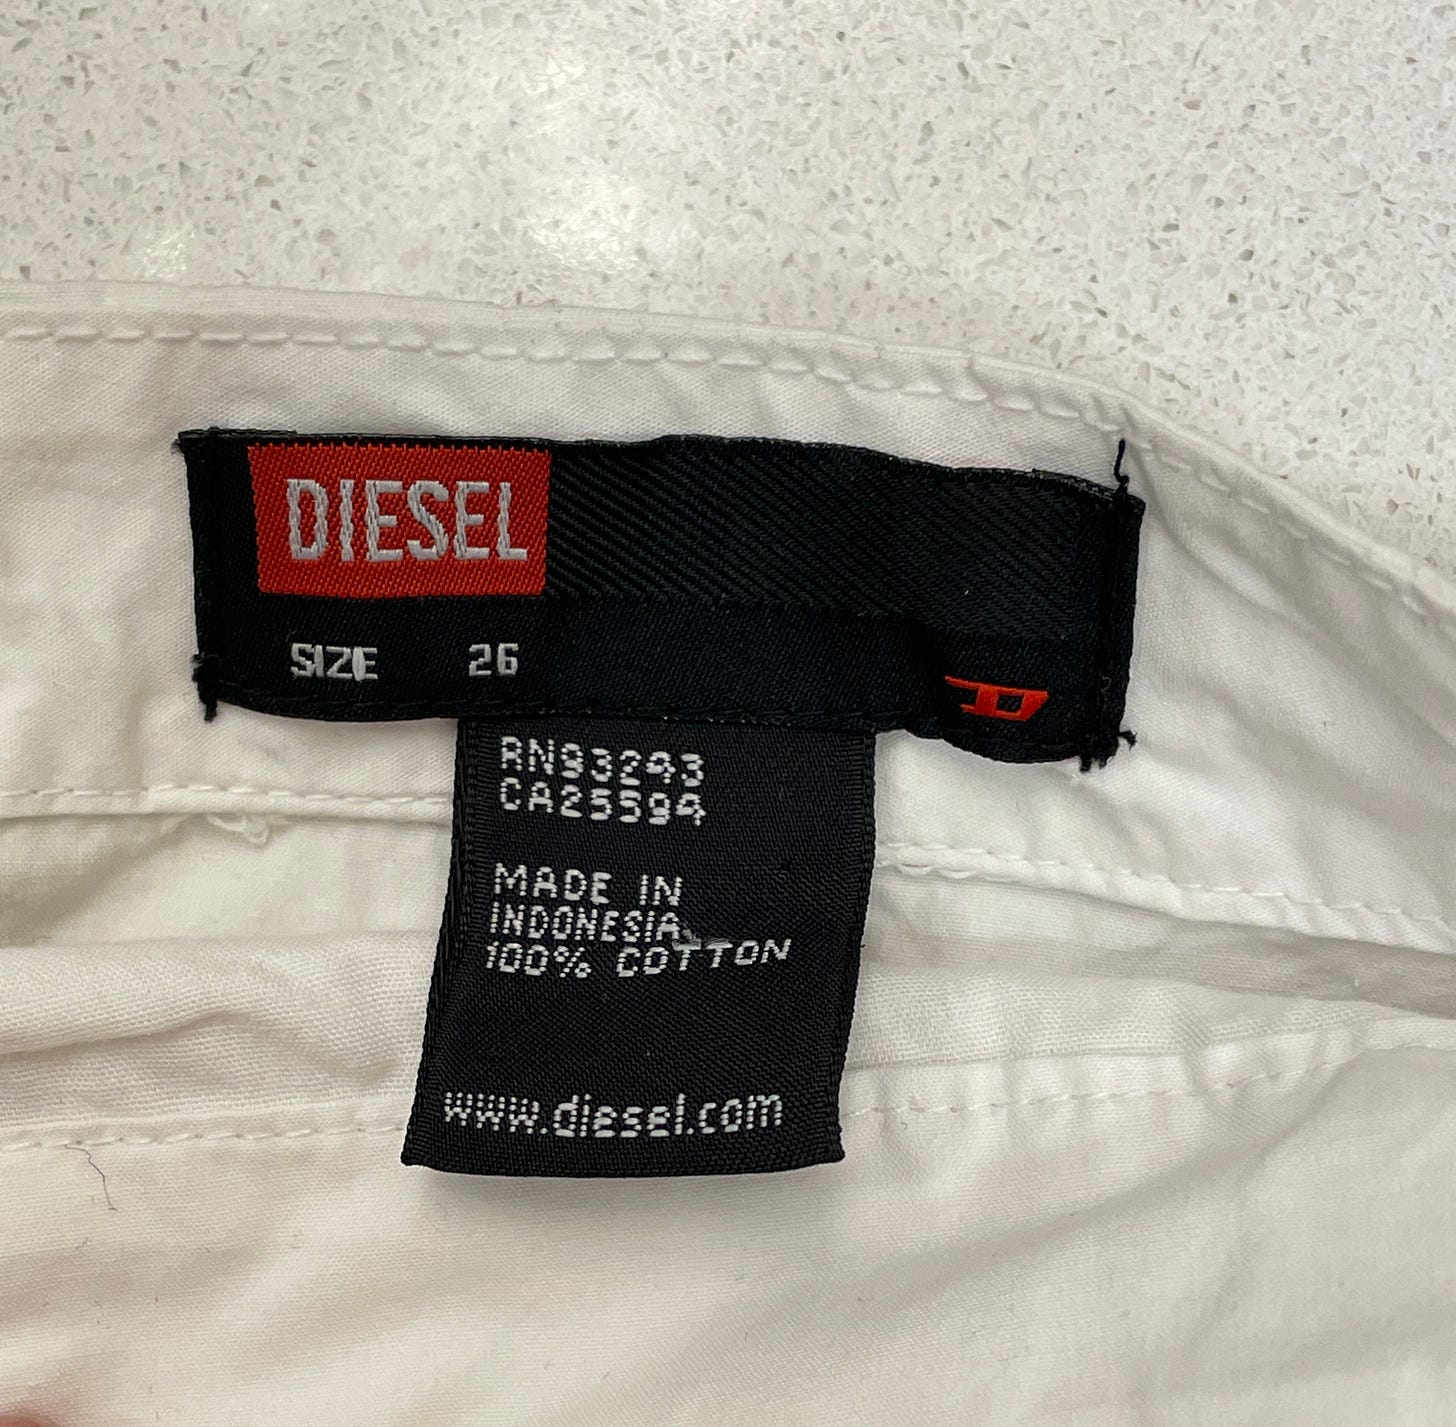 DIESEL
SIZE 26
RN93243
CA25594
MADE IN
INDONESIA
100% COTTON
www.diesel.com